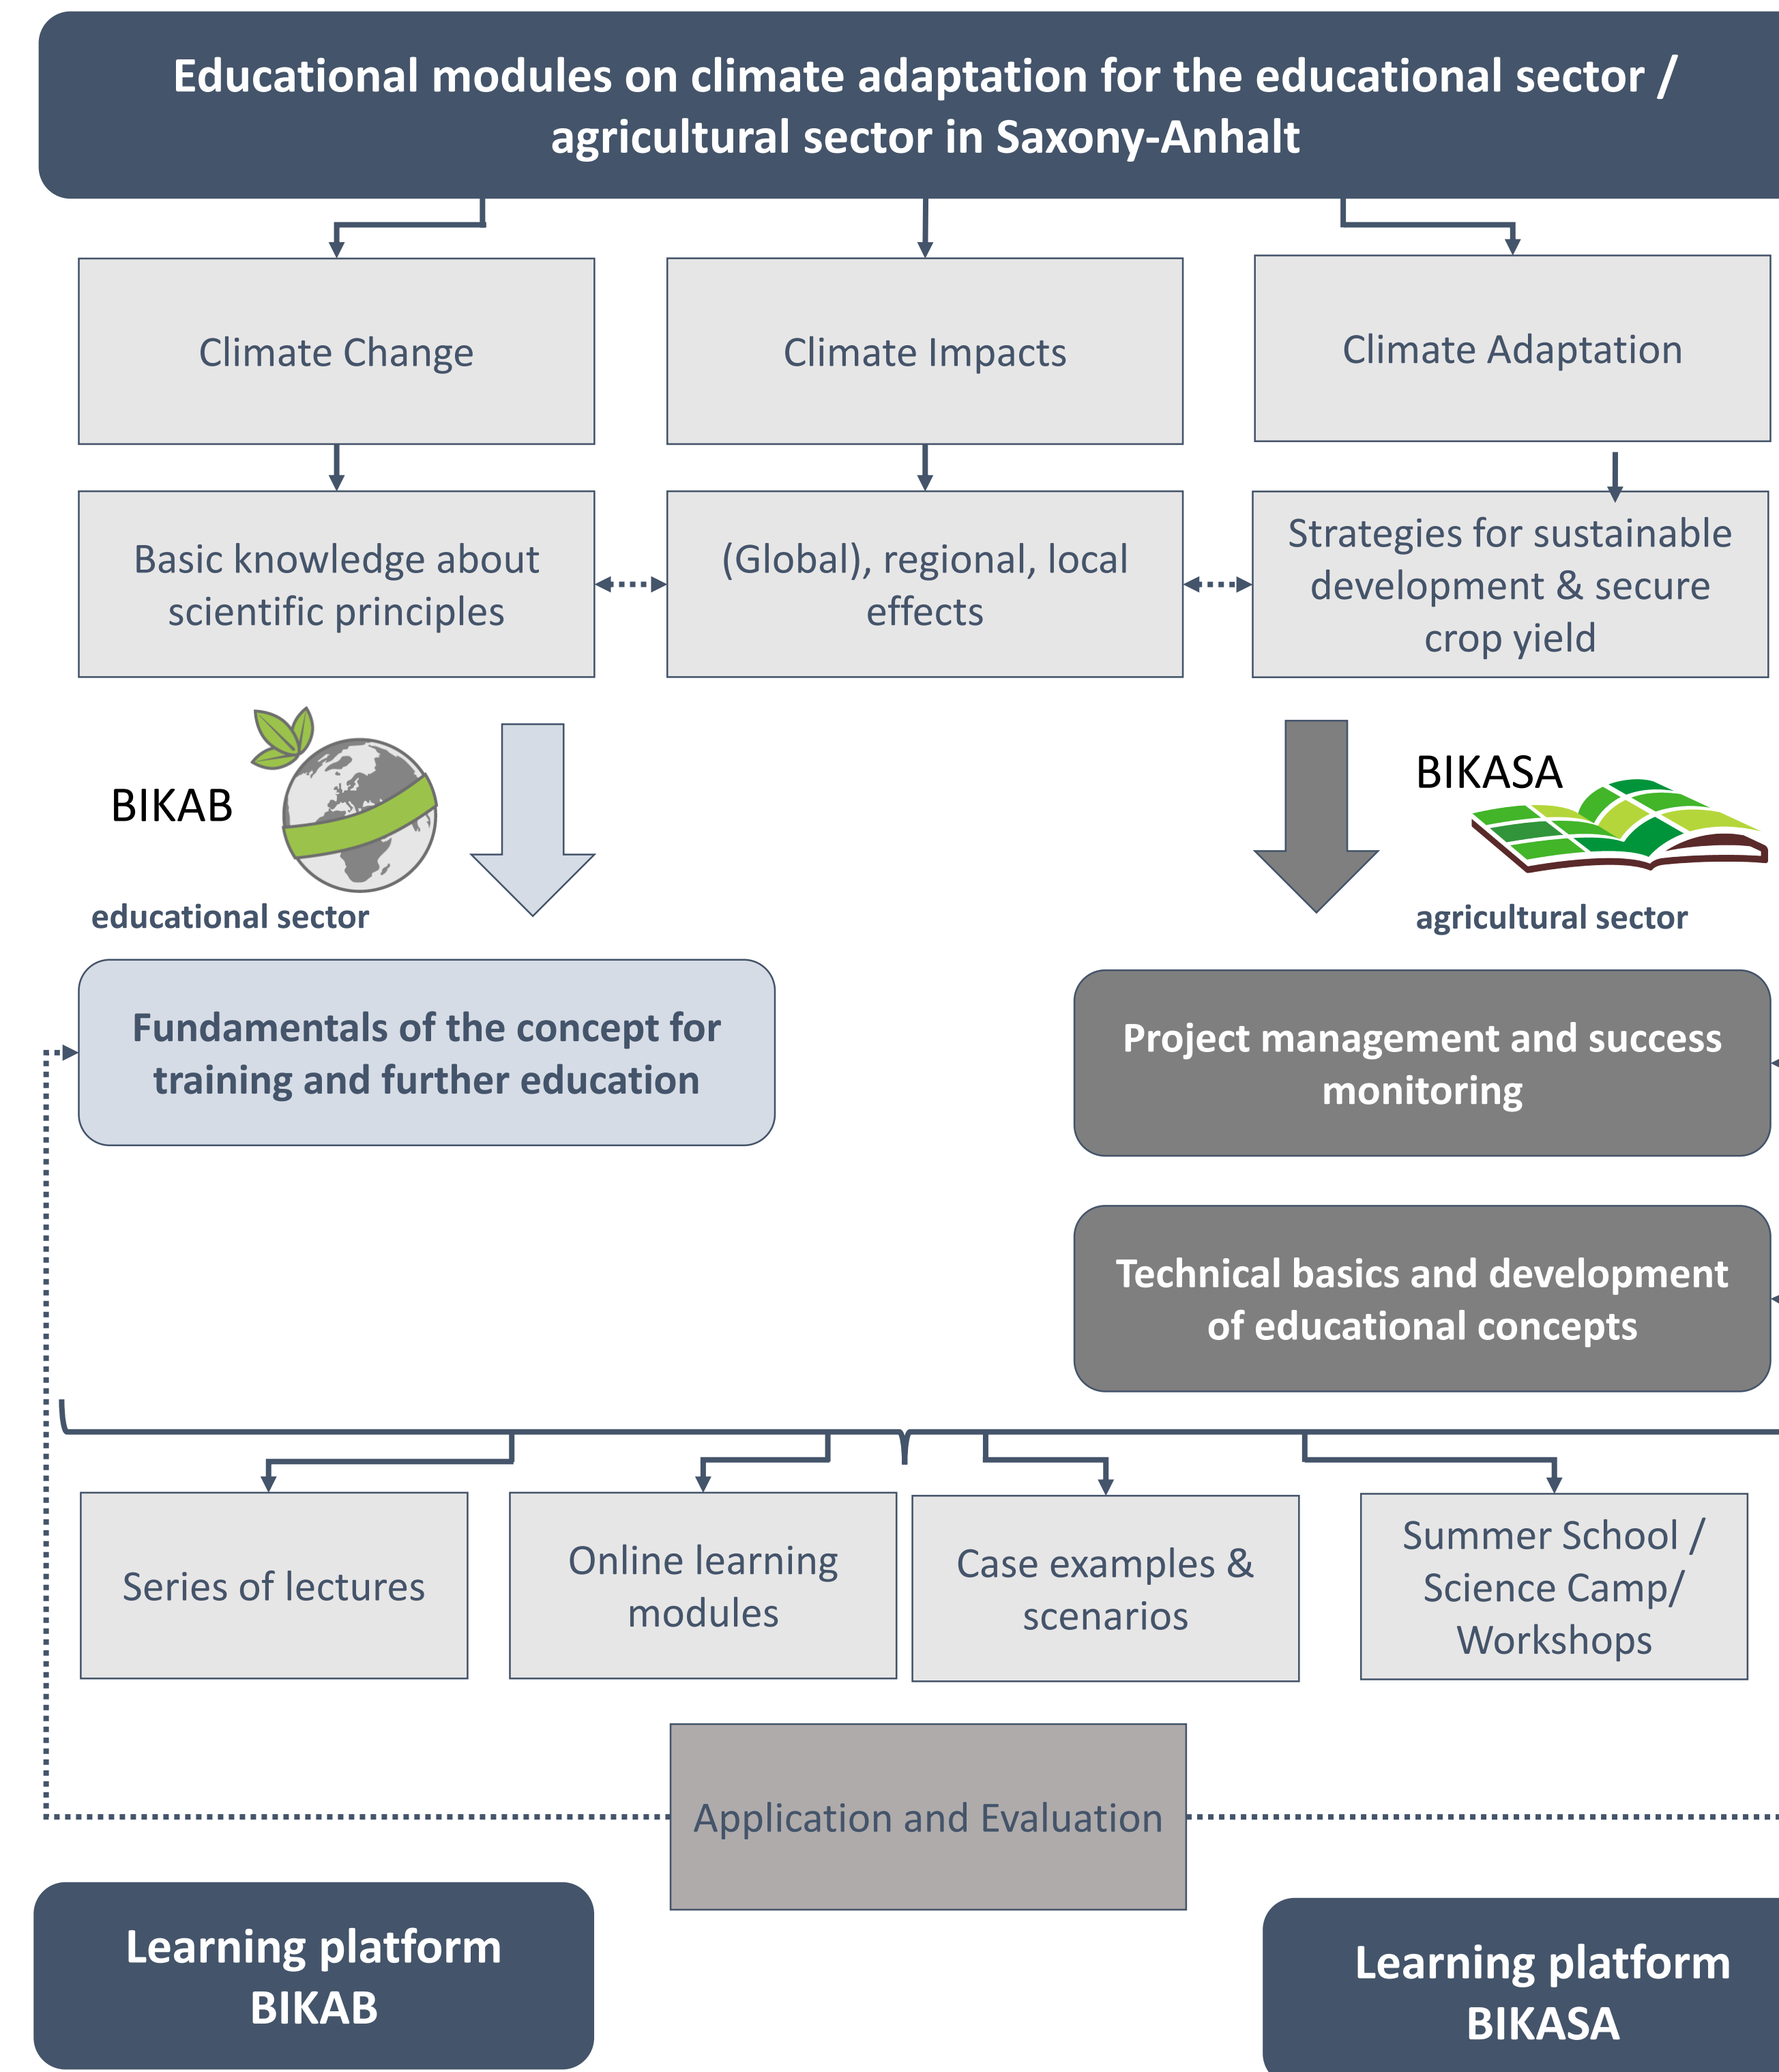 Educational modules on climate adaptation for the educational sector /
agricultural sector in Saxony-Anhalt
Climate Change
Climate Impacts
Climate Adaptation
Basic knowledge about
scientific principles
(Global), regional, local
effects
Strategies for sustainable
development & secure
crop yield
BIKAB
educational sector
BIKASA
agricultural sector
Fundamentals of the concept for
training and further education
Project management and success
monitoring
Technical basics and development
of educational concepts
Series of lectures
Online learning
modules
Case examples &
scenarios
Summer School /
Science Camp/
Workshops
Application and Evaluation
Learning platform
BIKAB
Learning platform
BIKASA